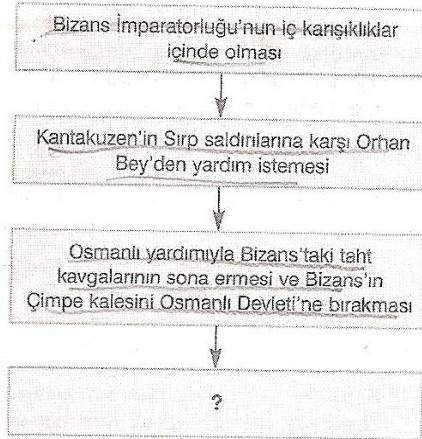 Bizans İmparatorluğu'nun iç karışıklıklar
içinde olması
Kantakuzen'in Sırp saldırılarına karşı Orhan
Bey'den yardım istemesi
Osmanlı yardımıyla Bizans'taki taht
kavgalarının sona ermesi ve Bizans'ın
Çimpe kalesini Osmanlı Devleti'ne bırakması
?